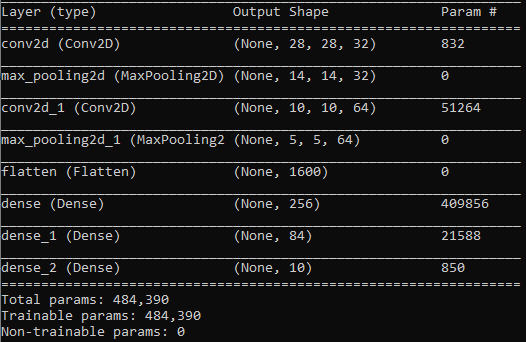 Layer (type) Output Shape Param #
=================================================================
conv2d (Conv2D) (None, 28, 28, 32) 832
_________________________________________________________________
max_pooling2d (MaxPooling2D) (None, 14, 14, 32) 0
_________________________________________________________________
conv2d_1 (Conv2D) (None, 10, 10, 64) 51264
_________________________________________________________________
max_pooling2d_1 (MaxPooling2 (None, 5, 5, 64) 0
_________________________________________________________________
flatten (Flatten) (None, 1600) 0
_________________________________________________________________
dense (Dense) (None, 256) 409856
_________________________________________________________________
dense_1 (Dense) (None, 84) 21588
_________________________________________________________________
dense_2 (Dense) (None, 10) 850
=================================================================
Total params: 484,390
Trainable params: 484,390
Non-trainable params: 0